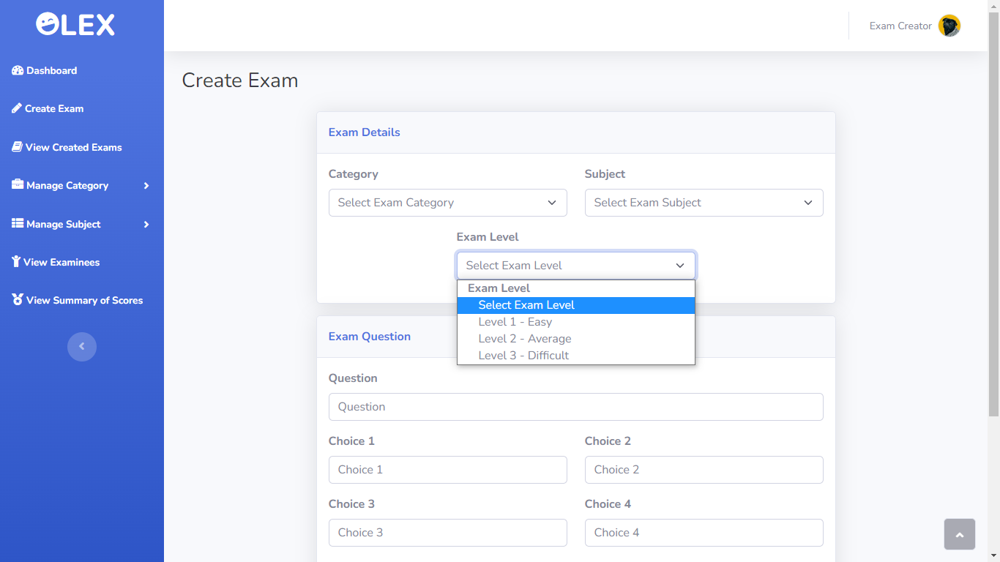 OLEX
Exam Creator
Dashboard
Create Exam
View Created Exams
Manage Category
Manage Subject
View Examinees
View Summary of Scores
Create Exam
Exam Details
Category
Subject
Select Exam Category
Select Exam Subject
Exam Level
Select Exam Level
Exam Level
Select Exam Level
Level 1 - Easy
Level 2 - Average
Level 3 - Difficult
Exam Question
Question
Question
Choice 1
Choice 2
Choice 1
Choice 2
Choice 3
Choice 4
Choice 3
Choice 4